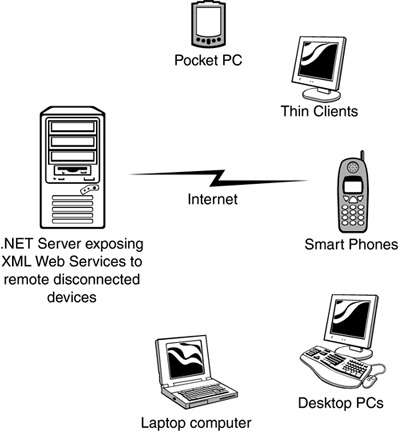 Pocket PC
Thin Clients
Internet
.NET Server exposing
XML Web Services to
remote disconnected
devices
Smart Phones
Laptop computer
Desktop PCs